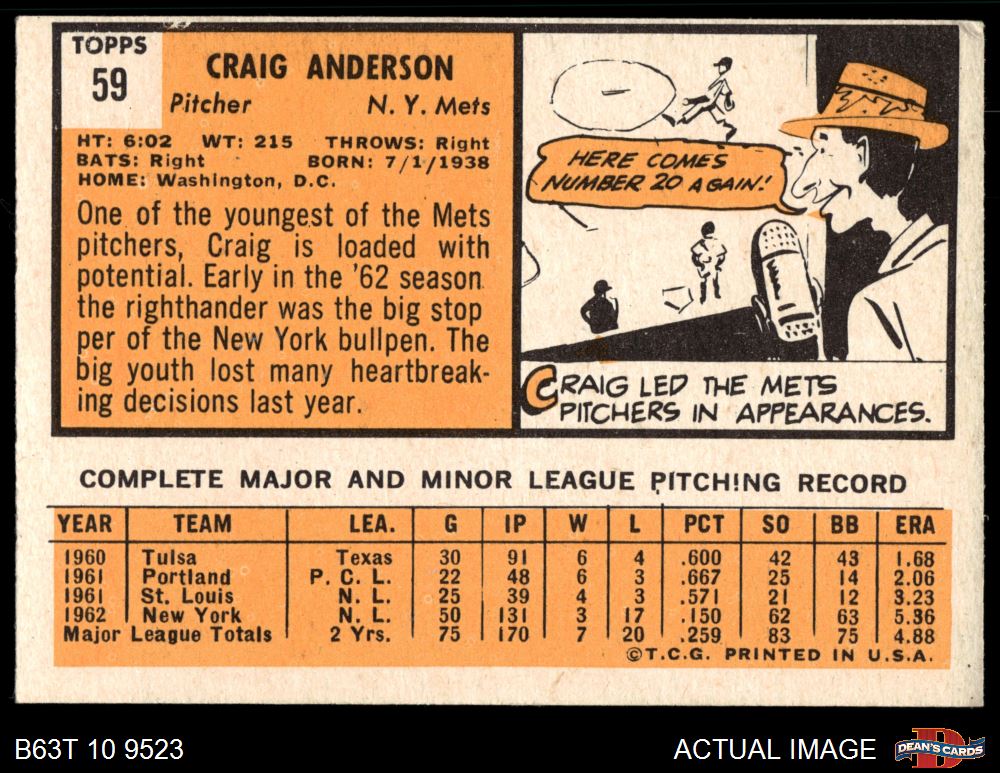 TOPPS
59
CRAIG ANDERSON
Pitcher N. Y. Mets
HT: 6:02 WT: 215 THROWS: Right
BATS: Right BORN: 7/1/1938
HOME: Washington, D.C.
One of the youngest of the Mets
pitchers, Craig is loaded with
potential. Early in the '62 season
the righthander was the big stop
per of the New York bullpen. The
big youth lost many heartbreak-
ing decisions last year.
HERE COMES
NUMBER 20 AGAIN!
CRAIG LED THE METS
PITCHERS IN APPEARANCES.
COMPLETE MAJOR AND MINOR LEAGUE PITCHING RECORD
YEAR TEAM LEA. G IP W L PCT SO BB ERA
1960 Tulsa Texas 30 91 6 4 .600 42 43 1.68
1961 Portland P. C. L. 22 48 6 3 .667 25 14 2.06
1961 St. Louis N. L. 25 39 4 3 .571 21 12 3.23
1962 New York N. L. 50 131 3 17 .150 62 63 5.36
Major League Totals 2 Yrs. 75 170 7 20 .259 83 75 4.88
©T.C.G. PRINTED IN U.S.A.
B63T 10 9523 ACTUAL IMAGE DEAN'S CARDS